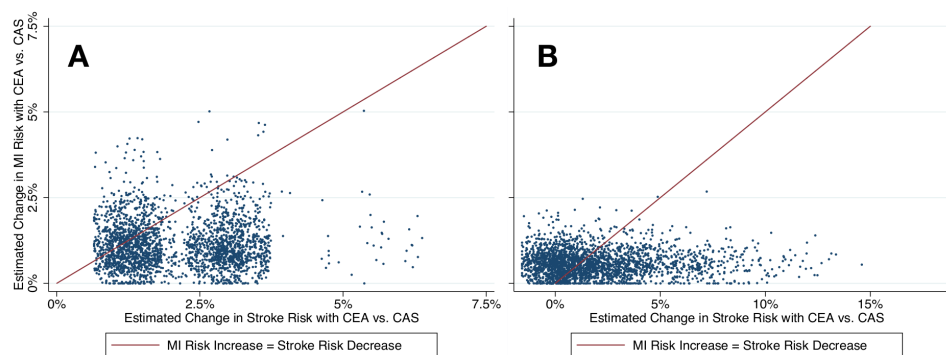 A
B
Estimated Change in MI Risk with CEA vs. CAS
7.5%
5%
2.5%
0%
0%
2.5%
5%
7.5%
0%
5%
10%
15%
Estimated Change in Stroke Risk with CEA vs. CAS
Estimated Change in Stroke Risk with CEA vs. CAS
MI Risk Increase = Stroke Risk Decrease
MI Risk Increase = Stroke Risk Decrease